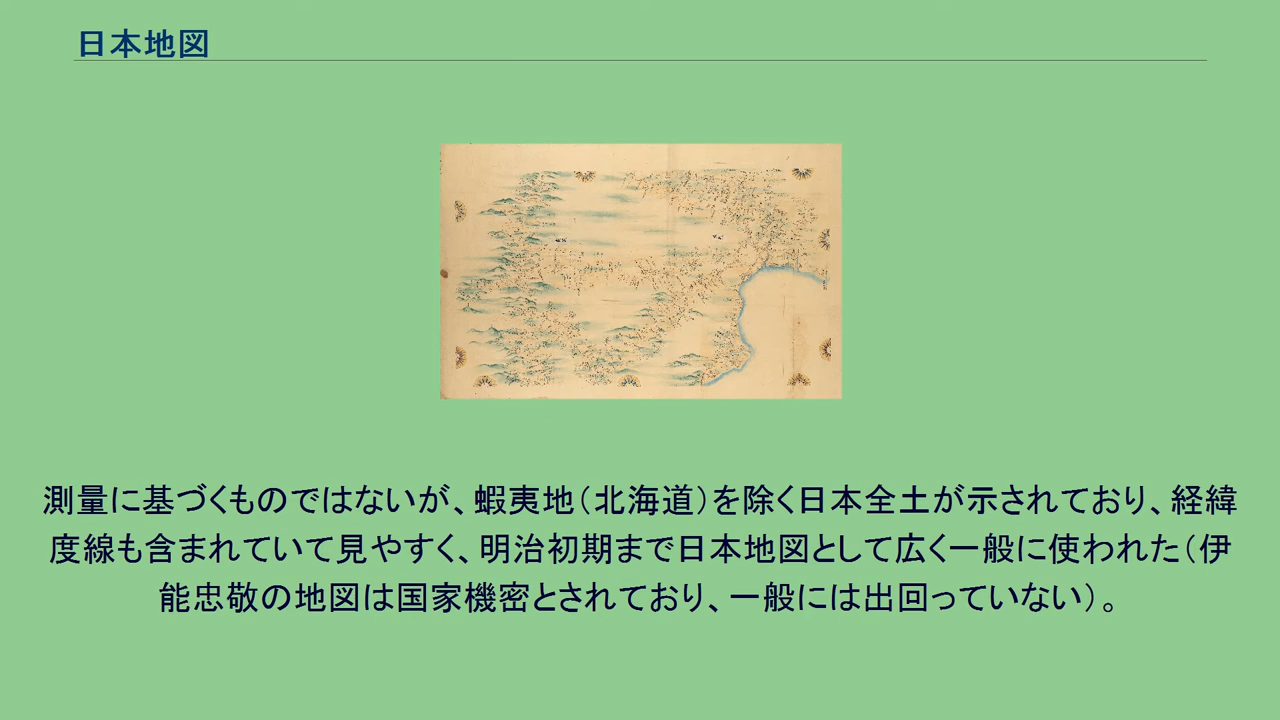 日本地図
測量に基づくものではないが、蝦夷地（北海道）を除く日本全土が示されており、経緯
度線も含まれていて見やすく、明治初期まで日本地図として広く一般に使われた（伊
能忠敬の地図は国家機密とされており、一般には出回っていない）。